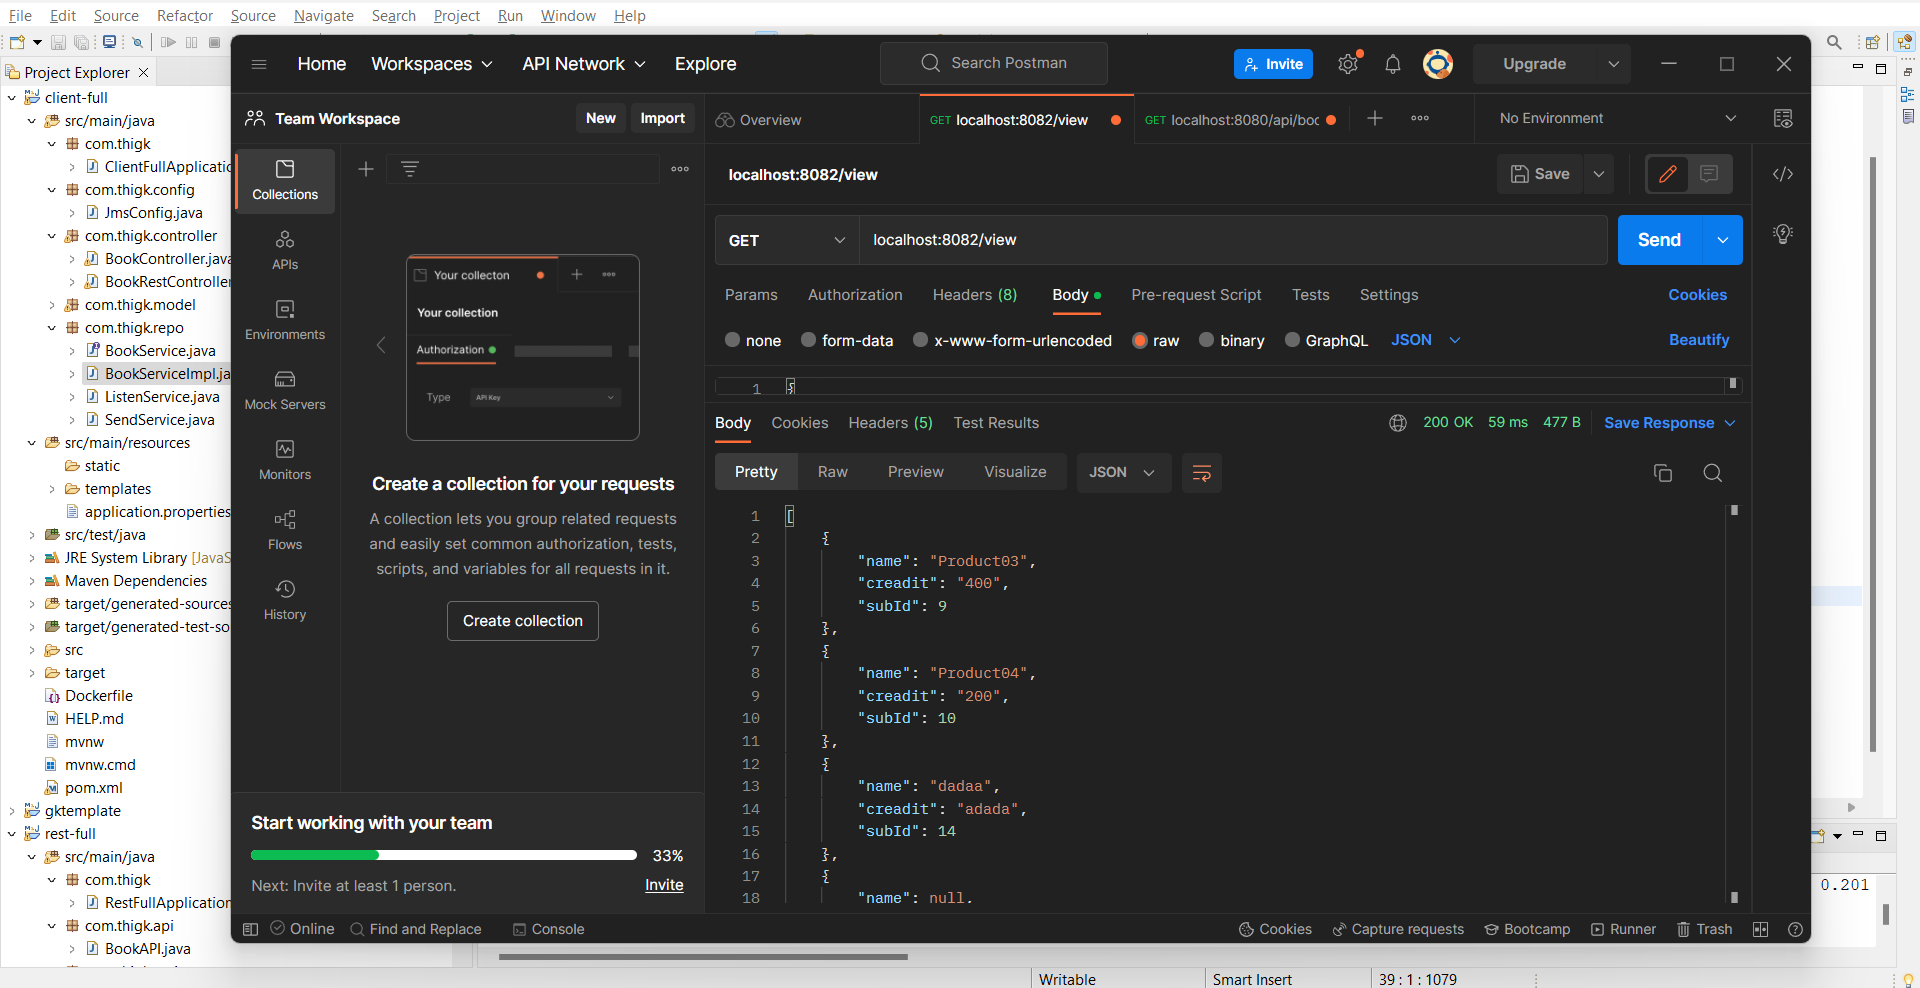 File Edit Source Refactor Source Navigate Search Project Run Window Help
Project Explorer
client-full
src/main/java
com.thigk
ClientFullApplicatio
com.thigk.config
JmsConfig.java
com.thigk.controller
BookController.java
BookRestController
com.thigk.model
com.thigk.repo
BookService.java
BookServiceImpl.ja
ListenService.java
SendService.java
src/main/resources
static
templates
application.properties
src/test/java
JRE System Library [JavaS
Maven Dependencies
target/generated-sources
target/generated-test-so
src
target
Dockerfile
HELP.md
mvnw
mvnw.cmd
pom.xml
gktemplate
rest-full
src/main/java
com.thigk
RestFullApplication
com.thigk.api
BookAPI.java
Home Workspaces API Network Explore Search Postman Invite Upgrade
Team Workspace New Import
Overview GET localhost:8082/view GET localhost:8080/api/boo No Environment
Collections
APIs
Environments
Mock Servers
Monitors
Flows
History
Your collecton
Your collection
Authorization
Type API Key
Create a collection for your requests
A collection lets you group related requests
and easily set common authorization, tests,
scripts, and variables for all requests in it.
Create collection
Start working with your team
33%
Next: Invite at least 1 person. Invite
localhost:8082/view Save
GET localhost:8082/view Send
Params Authorization Headers (8) Body Pre-request Script Tests Settings Cookies
none form-data x-www-form-urlencoded raw binary GraphQL JSON Beautify
1 {
Body Cookies Headers (5) Test Results 200 OK 59 ms 477 B Save Response
Pretty Raw Preview Visualize JSON
1 [
2 {
3 "name": "Product03",
4 "creadit": "400",
5 "subId": 9
6 },
7 {
8 "name": "Product04",
9 "creadit": "200",
10 "subId": 10
11 },
12 {
13 "name": "dadaa",
14 "creadit": "adada",
15 "subId": 14
16 },
17 {
18 "name": null,
Online Find and Replace Console Cookies Capture requests Bootcamp Runner Trash
0.201
Writable Smart Insert 39 : 1 : 1079